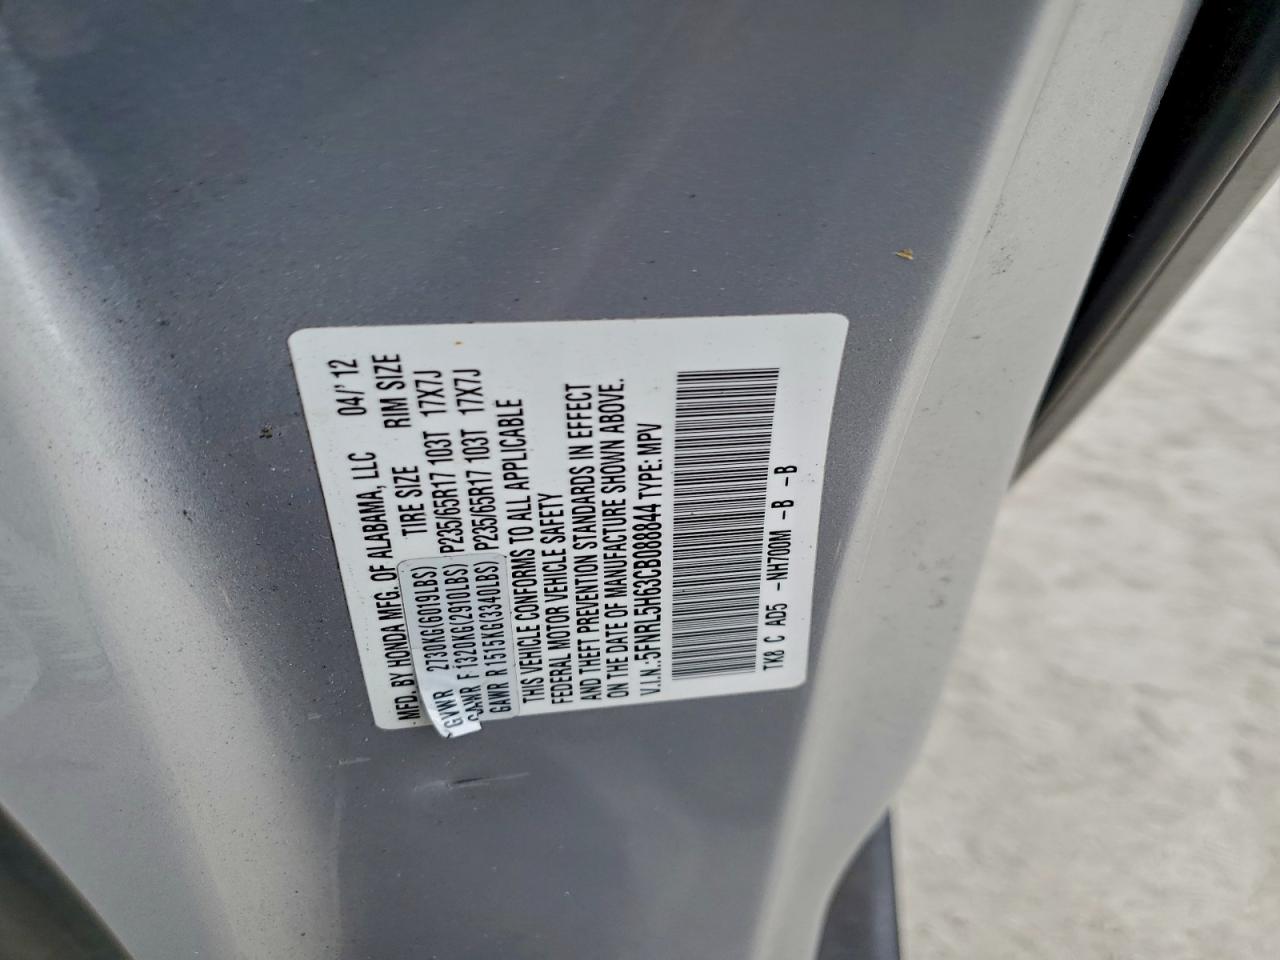 MFD. BY HONDA MFG. OF ALABAMA, LLC 04/'12
TIRE SIZE RIM SIZE
GVWR 2730KG(6019LBS)
GAWR F 1320KG(2910LBS) P235/65R17 103T 17X7J
GAWR R 1515KG(3340LBS) P235/65R17 103T 17X7J
THIS VEHICLE CONFORMS TO ALL APPLICABLE
FEDERAL MOTOR VEHICLE SAFETY
AND THEFT PREVENTION STANDARDS IN EFFECT
ON THE DATE OF MANUFACTURE SHOWN ABOVE.
V.I.N.:5FNRL5H63CB088844 TYPE: MPV
TK8 C AD5 -NH700M -B -B